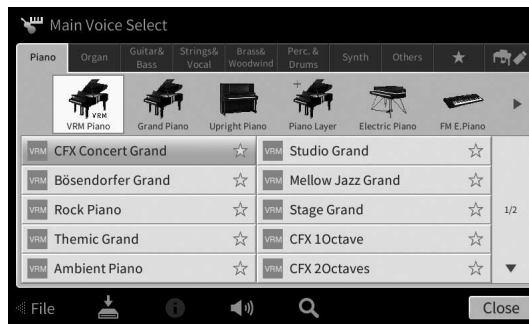 Main Voice Select
Piano
Organ
Guitar&
Bass
Strings&
Vocal
Brass&
Woodwind
Perc. &
Drums
Synth
Others
VRM
VRM Piano
Grand Piano
Upright Piano
Piano Layer
Electric Piano
FM E.Piano
VRM CFX Concert Grand
VRM Studio Grand
VRM Bösendorfer Grand
VRM Mellow Jazz Grand
VRM Rock Piano
VRM Stage Grand
1/2
VRM Themic Grand
VRM CFX 1Octave
VRM Ambient Piano
VRM CFX 2Octaves
File
Close